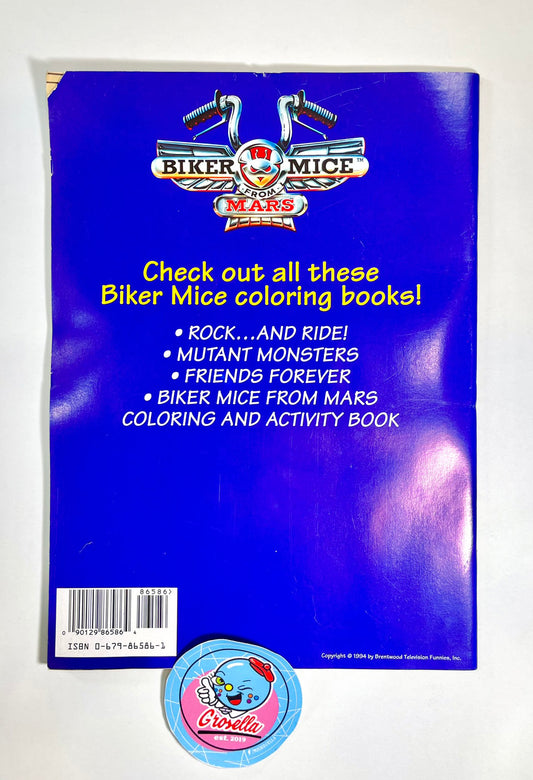 BIKER MICE™
FROM
MARS
Check out all these
Biker Mice coloring books!
• ROCK...AND RIDE!
• MUTANT MONSTERS
• FRIENDS FOREVER
• BIKER MICE FROM MARS
COLORING AND ACTIVITY BOOK
86586>
0 90129 86586 4
ISBN 0-679-86586-1
Copyright © 1994 by Brentwood Television Funnies, Inc.
Grosella
est. 2019